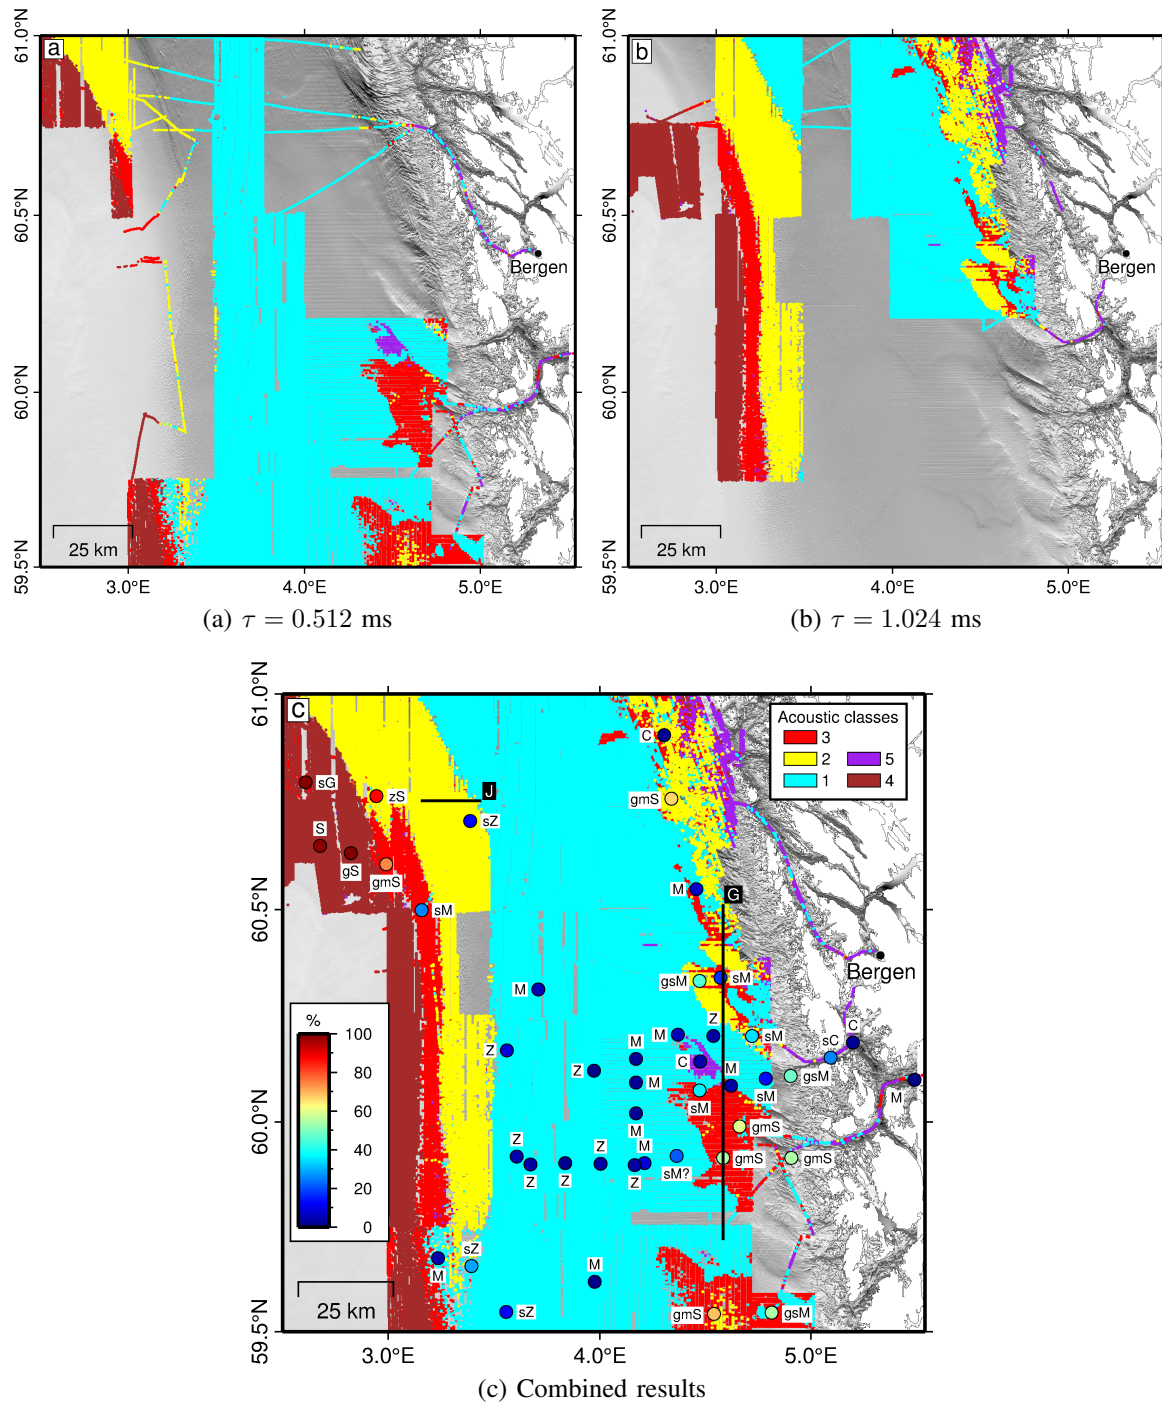 a
61.0°N
60.5°N
60.0°N
59.5°N
Bergen
25 km
3.0°E
4.0°E
5.0°E
(a) τ = 0.512 ms
b
61.0°N
60.5°N
60.0°N
59.5°N
Bergen
25 km
3.0°E
4.0°E
5.0°E
(b) τ = 1.024 ms
c
61.0°N
60.5°N
60.0°N
59.5°N
Acoustic classes
3
2 5
1 4
C
sG
zS
J
gmS
sZ
S
gS
gmS
M
G
sM
Bergen
gsM
sM
M
Z
C
M
Z
sM
sC
Z
M
C
M
Z
M
gsM
M
sM
sM
M
gmS
Z
M
gmS
gmS
Z
Z
Z
sM?
sZ
M
M
sZ
gmS
gsM
%
100
80
60
40
20
0
25 km
3.0°E
4.0°E
5.0°E
(c) Combined results